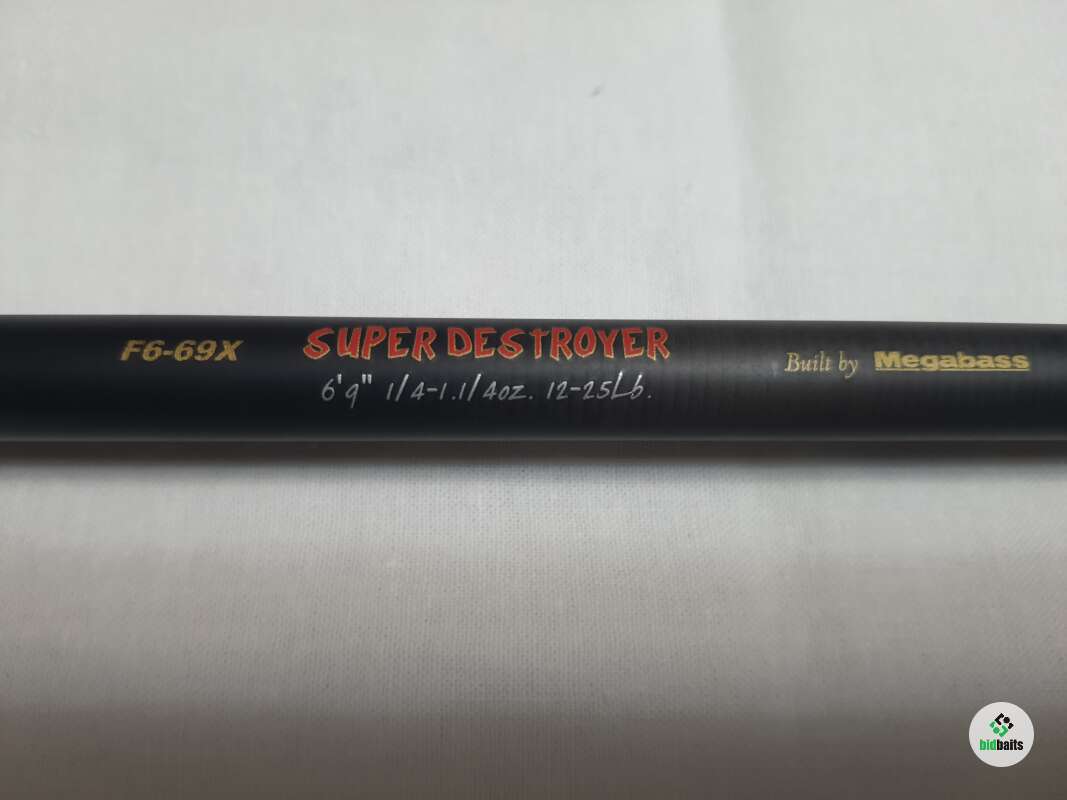 F6-69X SUPER DESTROYER Built by Megabass
6'9" 1/4-1.1/4oz. 12-25Lb.
bidbaits